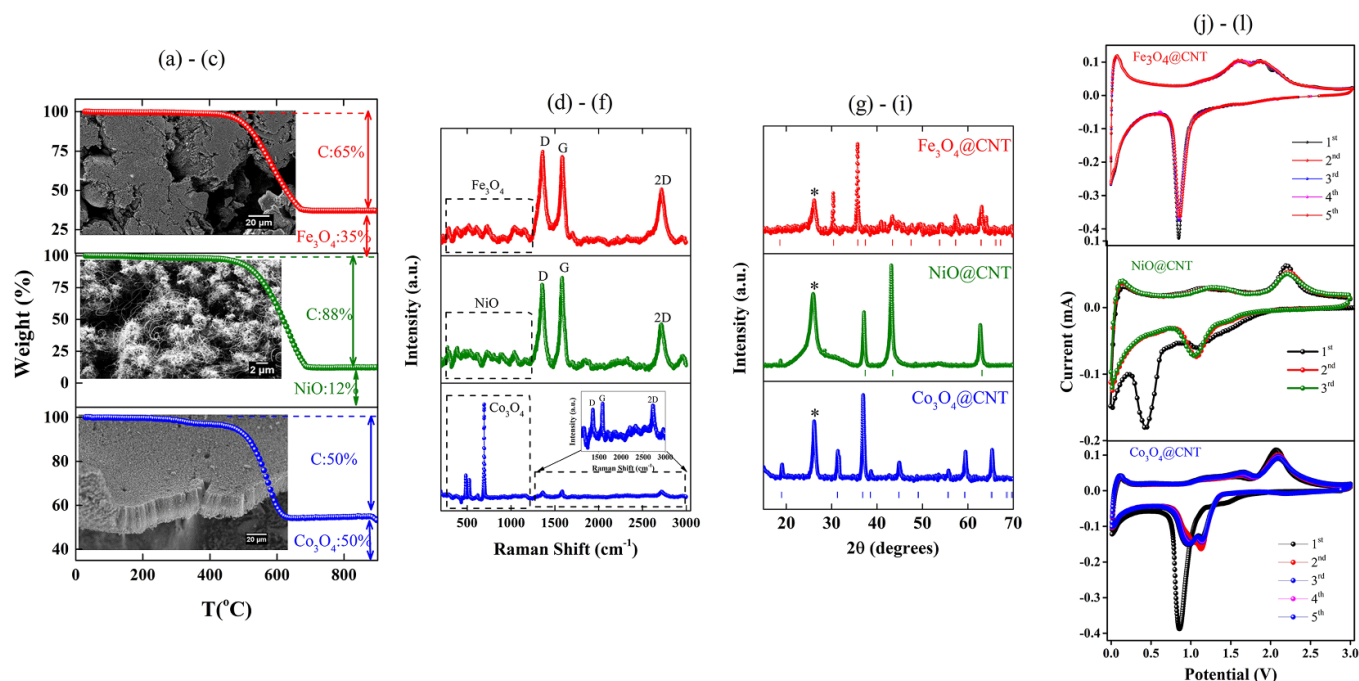 (a) - (c)
(d) - (f)
(g) - (i)
(j) - (l)
Weight (%)
100
75
50
25
C:65%
Fe₃O₄:35%
20 µm
100
75
50
25
0
C:88%
NiO:12%
2 µm
100
80
60
40
C:50%
Co₃O₄:50%
20 µm
0 200 400 600 800
T(°C)
Intensity (a.u.)
Fe₃O₄
D
G
2D
NiO
D
G
2D
Co₃O₄
Intensity (a.u.)
D
G
2D
1500 2000 2500 3000
Raman Shift (cm⁻¹)
500 1000 1500 2000 2500 3000
Raman Shift (cm⁻¹)
Intensity (a.u.)
Fe₃O₄@CNT
*
NiO@CNT
*
Co₃O₄@CNT
*
20 30 40 50 60 70
2θ (degrees)
Current (mA)
Fe₃O₄@CNT
0.1
0.0
-0.1
-0.2
-0.3
-0.4
1ˢᵗ
2ⁿᵈ
3ʳᵈ
4ᵗʰ
5ᵗʰ
NiO@CNT
0.1
0.0
-0.1
-0.2
1ˢᵗ
2ⁿᵈ
3ʳᵈ
Co₃O₄@CNT
0.0
-0.1
-0.2
-0.3
-0.4
1ˢᵗ
2ⁿᵈ
3ʳᵈ
4ᵗʰ
5ᵗʰ
0.0 0.5 1.0 1.5 2.0 2.5 3.0
Potential (V)